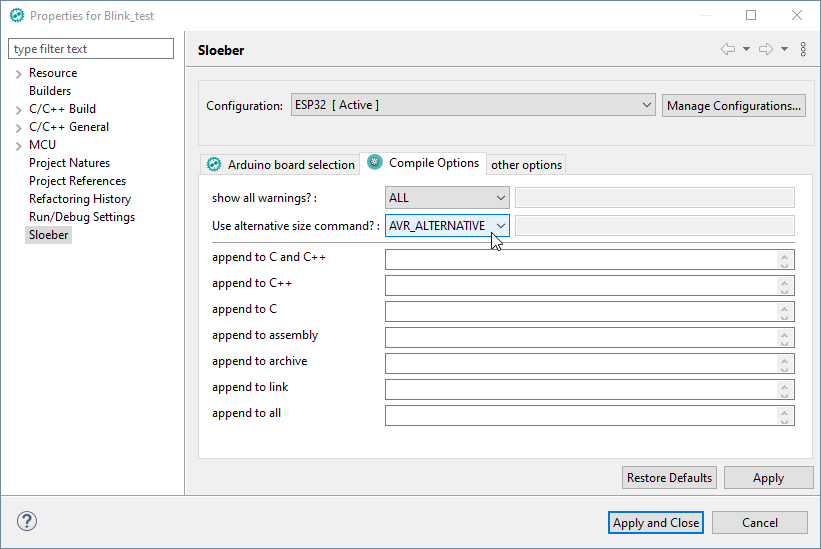 Properties for Blink_test
type filter text
Resource
Builders
C/C++ Build
C/C++ General
MCU
Project Natures
Project References
Refactoring History
Run/Debug Settings
Sloeber
Sloeber
Configuration: ESP32 [ Active ] Manage Configurations...
Arduino board selection Compile Options other options
show all warnings? : ALL
Use alternative size command? : AVR_ALTERNATIVE
append to C and C++
append to C++
append to C
append to assembly
append to archive
append to link
append to all
Restore Defaults Apply
? Apply and Close Cancel